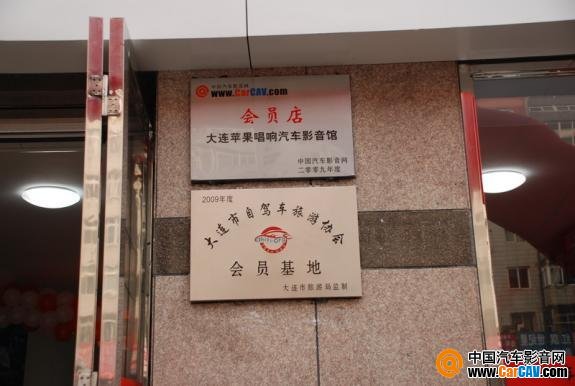 中国汽车影音网
www.CarCAV.com
会员店
大连苹果唱响汽车影音馆
中国汽车影音网
二零零九年度
2009年度
大连市自驾车旅游协会
会员基地
大连市旅游局监制
中国汽车影音网
www.CarCAV.com